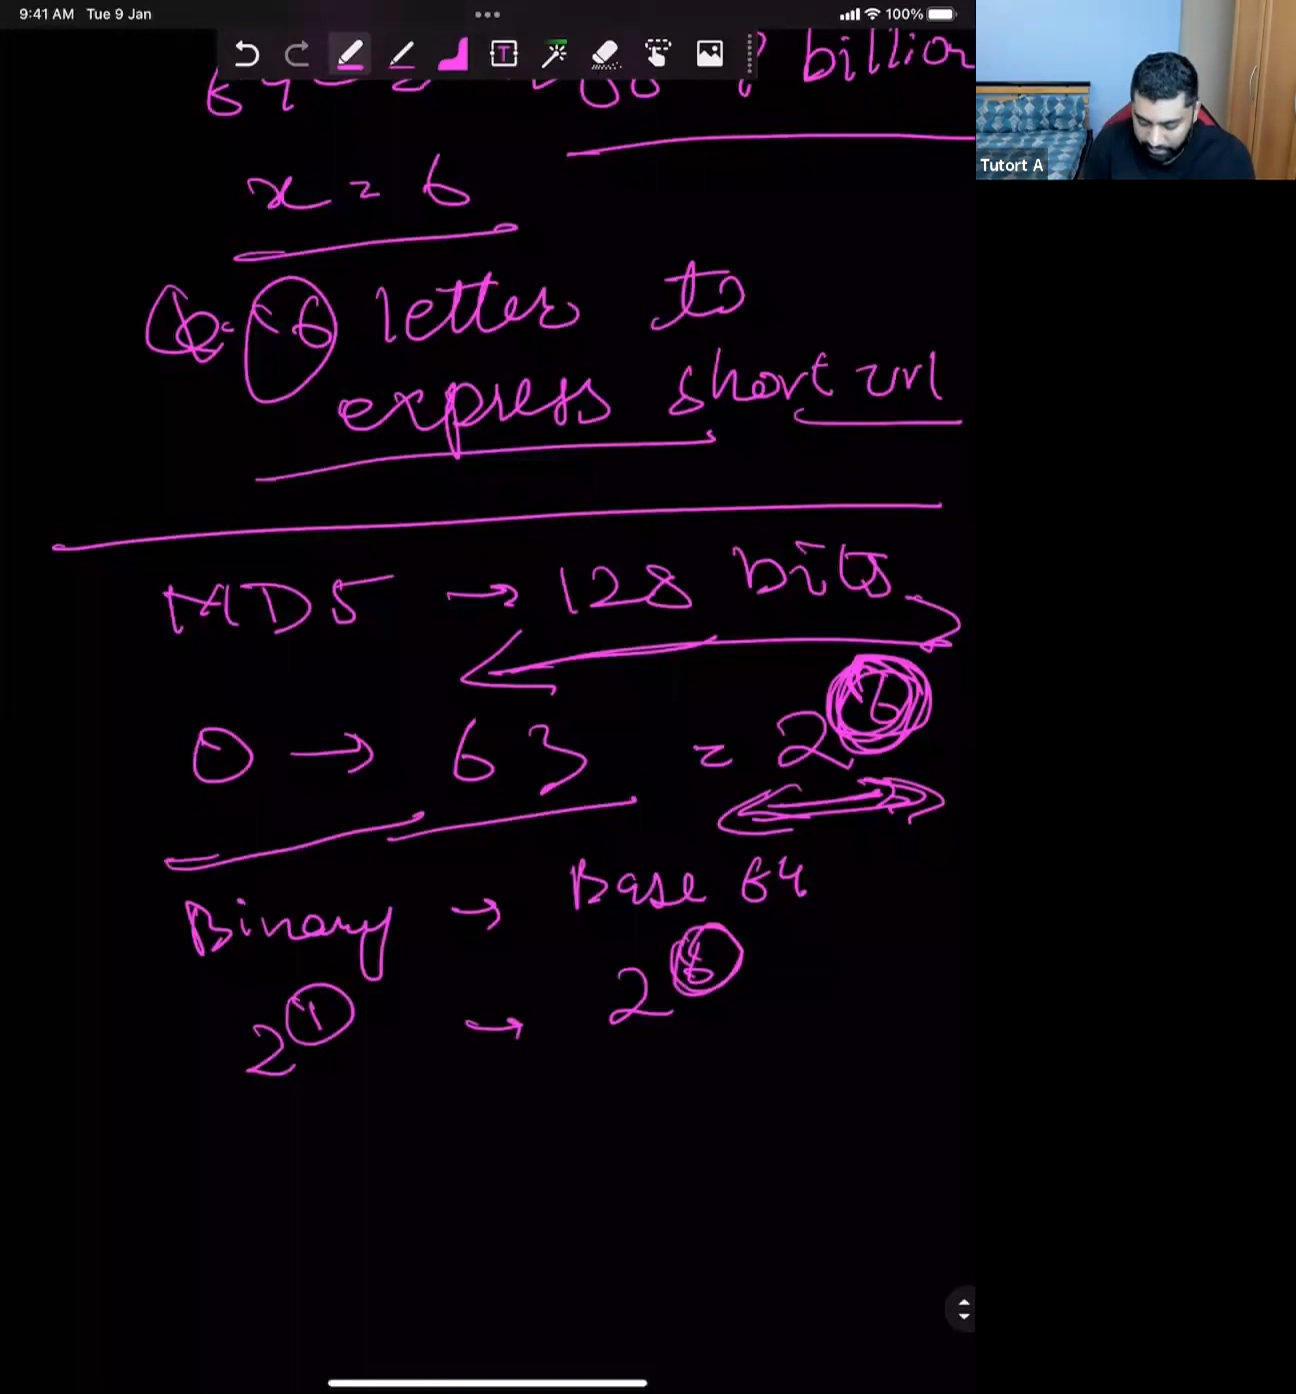 9:41 AM Tue 9 Jan
100%
T
billion
Tutort A
x = 6
6 letter to
express short url
MD5 → 128 bits
0 → 63 = 2^6
Binary → Base 64
2^1 → 2^6